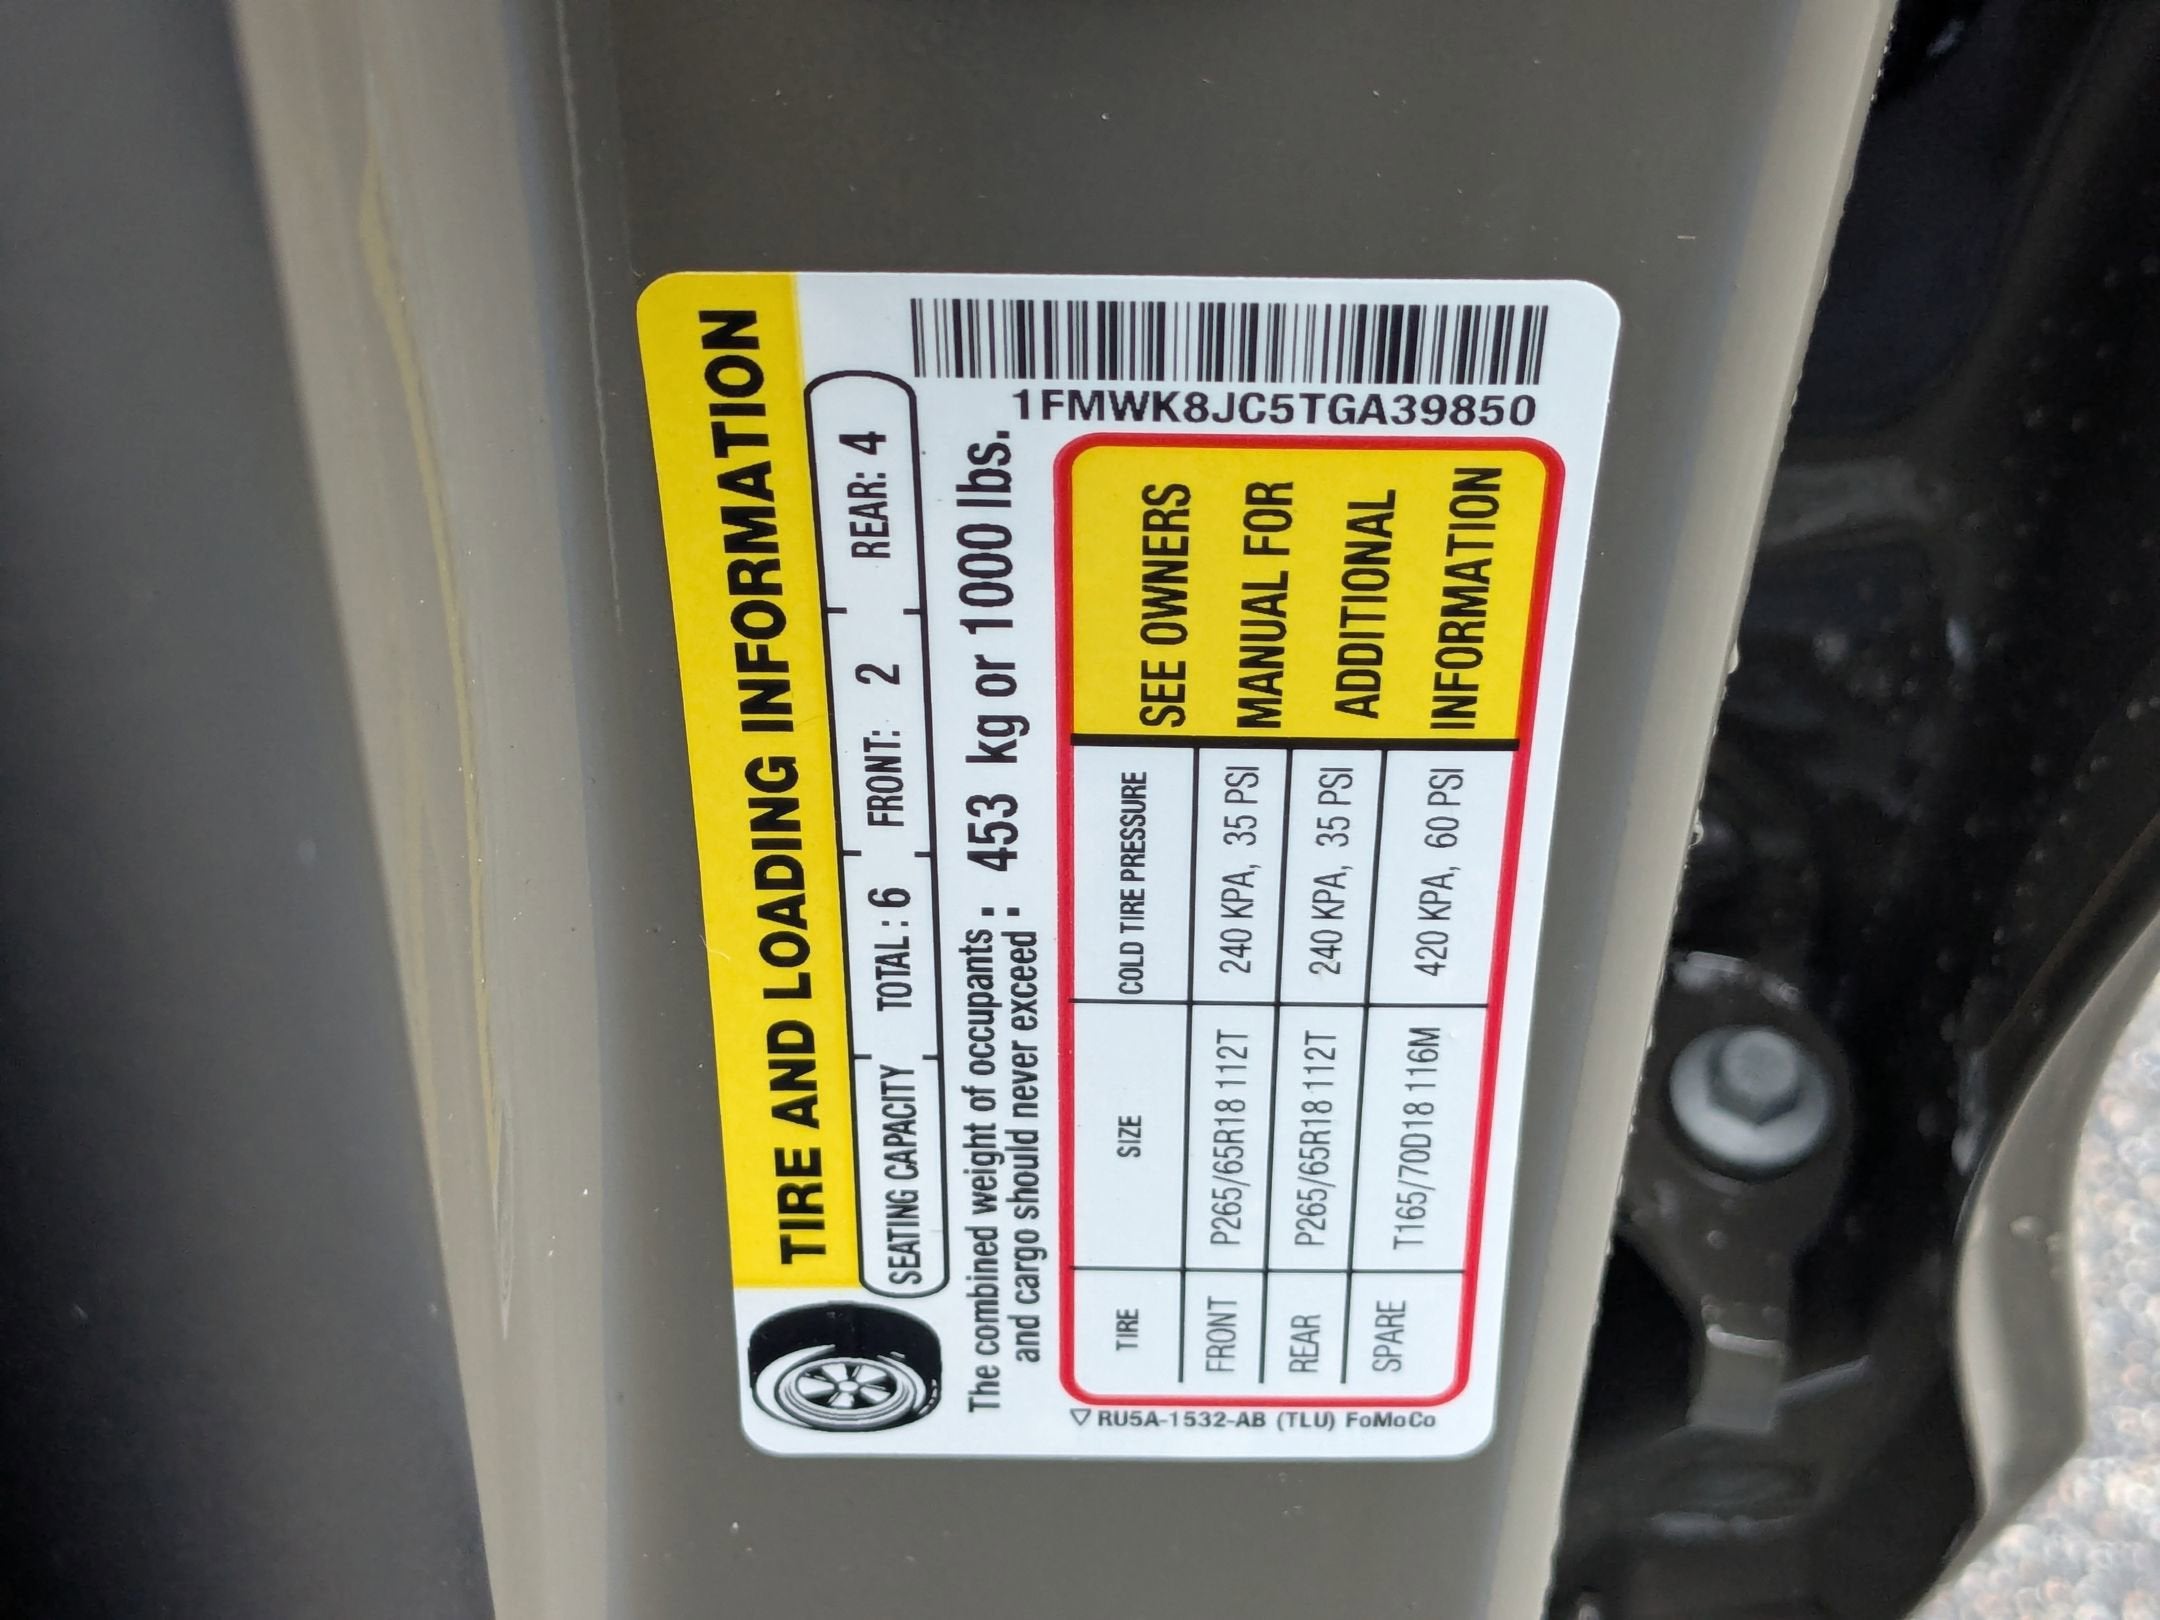 TIRE AND LOADING INFORMATION
SEATING CAPACITY TOTAL : 6 FRONT: 2 REAR: 4
The combined weight of occupants : 453 kg or 1000 lbs.
and cargo should never exceed :
1FMWK8JC5TGA39850
TIRE SIZE COLD TIRE PRESSURE
FRONT P265/65R18 112T 240 KPA, 35 PSI
REAR P265/65R18 112T 240 KPA, 35 PSI
SPARE T165/70D18 116M 420 KPA, 60 PSI
SEE OWNERS
MANUAL FOR
ADDITIONAL
INFORMATION
RU5A-1532-AB (TLU) FoMoCo